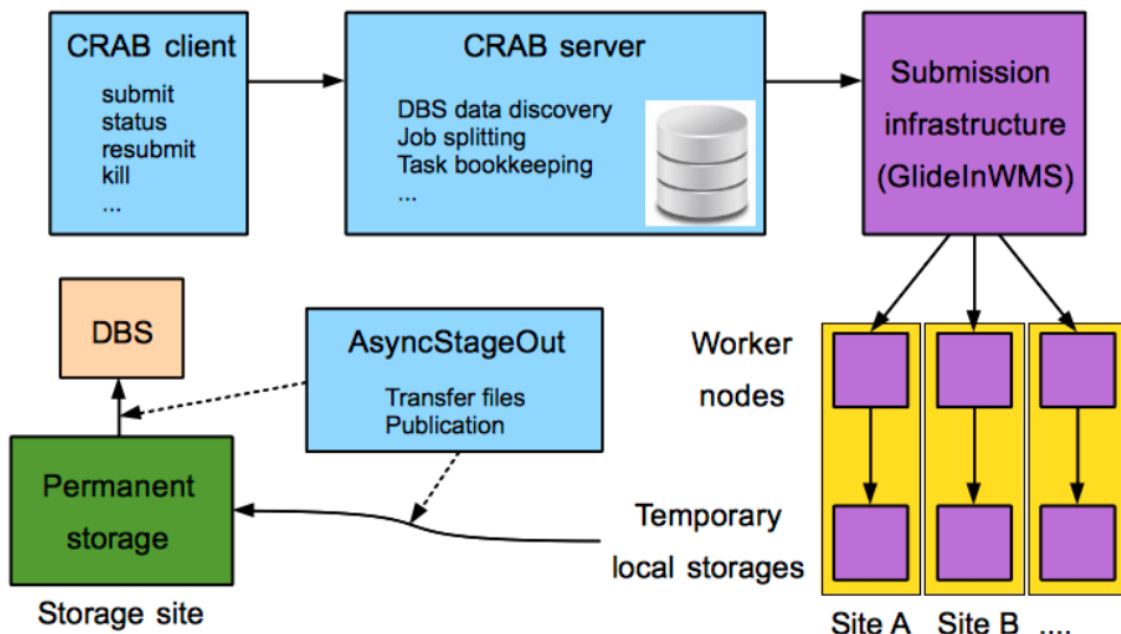 CRAB client
submit
status
resubmit
kill
...
CRAB server
DBS data discovery
Job splitting
Task bookkeeping
...
Submission
infrastructure
(GlideInWMS)
DBS
AsyncStageOut
Transfer files
Publication
Worker
nodes
Permanent
storage
Storage site
Temporary
local storages
Site A
Site B
....